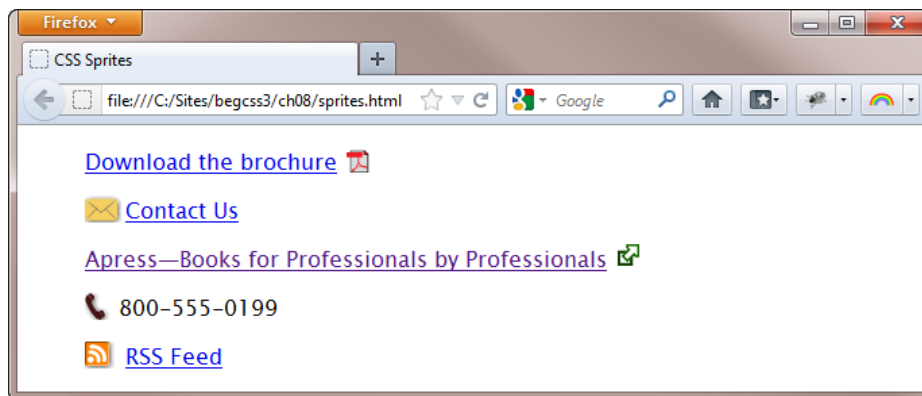 Firefox
CSS Sprites
file:///C:/Sites/begcss3/ch08/sprites.html
Google
Download the brochure
Contact Us
Apress—Books for Professionals by Professionals
800-555-0199
RSS Feed